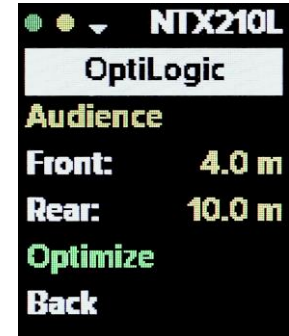 NTX210L
OptiLogic
Audience
Front: 4.0 m
Rear: 10.0 m
Optimize
Back